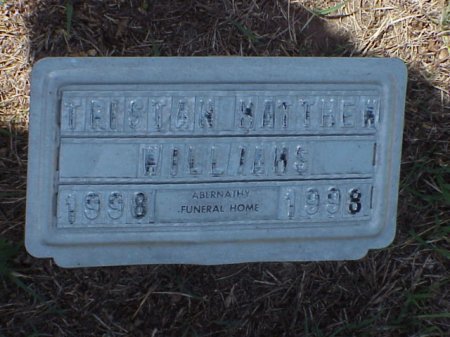 TRISTAN MATTHEW
WILLIAMS
1998 ABERNATHY FUNERAL HOME 1998